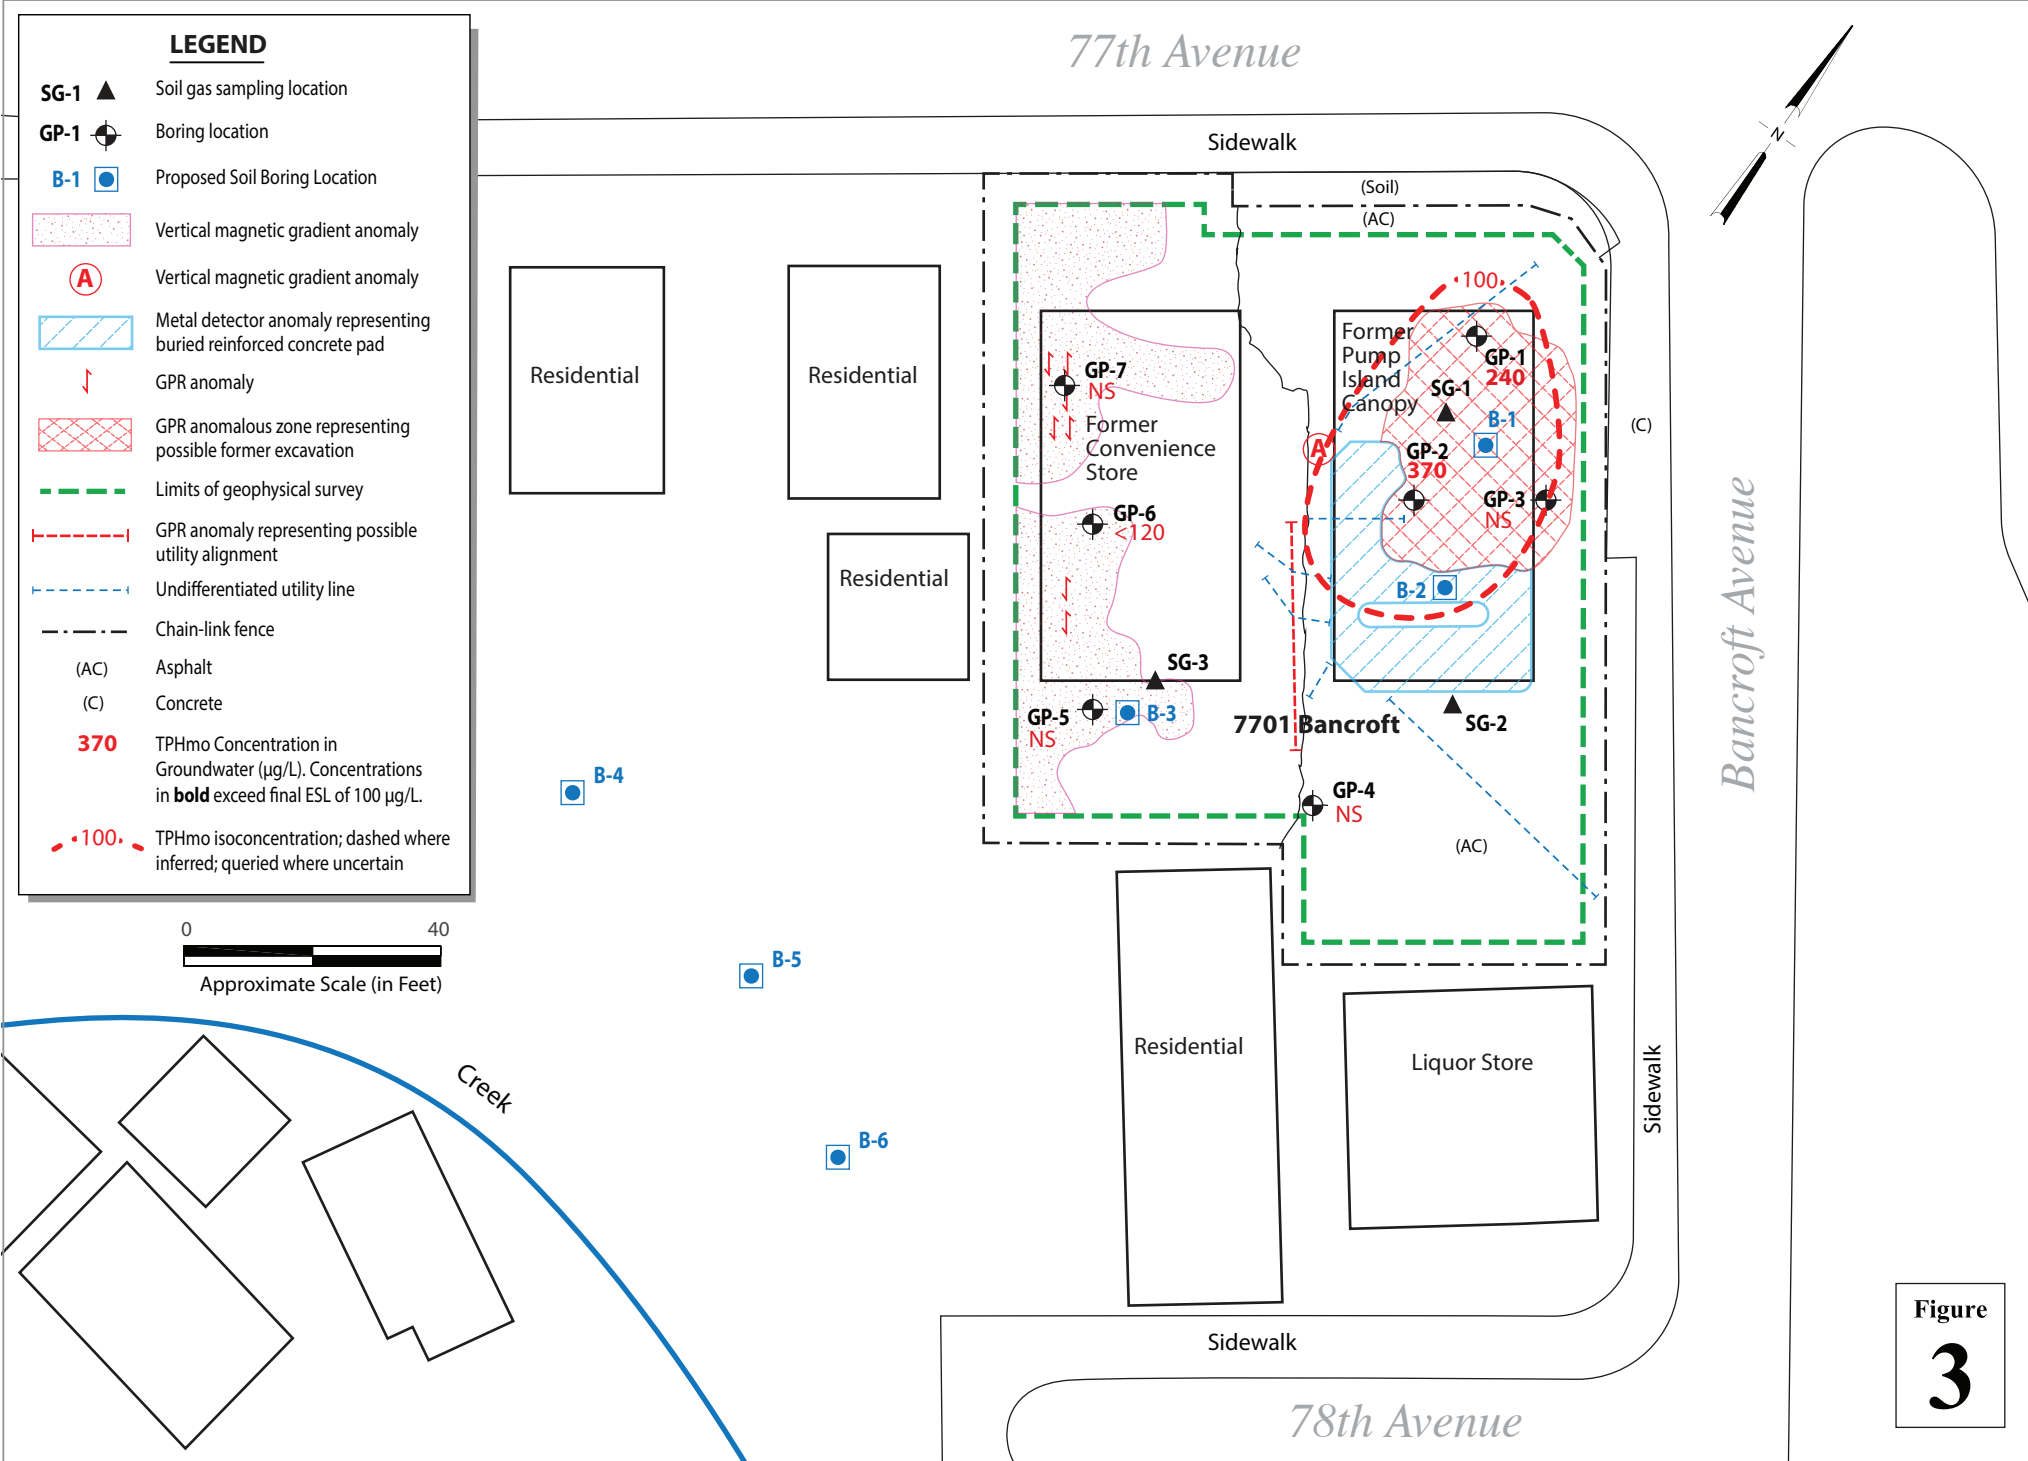 LEGEND
SG-1 Soil gas sampling location
GP-1 Boring location
B-1 Proposed Soil Boring Location
Vertical magnetic gradient anomaly
A Vertical magnetic gradient anomaly
Metal detector anomaly representing
buried reinforced concrete pad
GPR anomaly
GPR anomalous zone representing
possible former excavation
Limits of geophysical survey
GPR anomaly representing possible
utility alignment
Undifferentiated utility line
Chain-link fence
(AC) Asphalt
(C) Concrete
370 TPHmo Concentration in
Groundwater (µg/L). Concentrations
in bold exceed final ESL of 100 µg/L.
100 TPHmo isoconcentration; dashed where
inferred; queried where uncertain
0 40
Approximate Scale (in Feet)
77th Avenue
Sidewalk
(Soil)
(AC)
N
100
Former
Pump
Island
Canopy
GP-1
240
SG-1
B-1
A
GP-2
370
GP-3
NS
(C)
B-2
Residential
Residential
Residential
GP-7
NS
Former
Convenience
Store
GP-6
<120
SG-3
GP-5
NS
B-3
7701 Bancroft
SG-2
GP-4
NS
(AC)
Bancroft Avenue
B-4
B-5
B-6
Creek
Residential
Liquor Store
Sidewalk
Sidewalk
78th Avenue
Figure
3